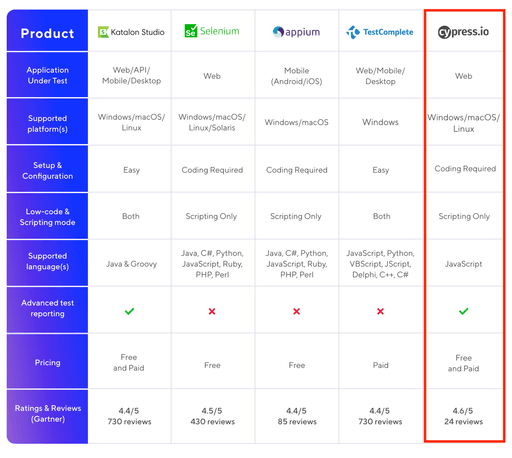 Product Katalon Studio Selenium appium TestComplete cypress.io
Application
Under Test
Web/API/
Mobile/Desktop
Web
Mobile
(Android/iOS)
Web/Mobile/
Desktop
Web
Supported
platform(s)
Windows/macOS/
Linux
Windows/macOS/
Linux/Solaris
Windows/macOS
Windows
Windows/macOS/
Linux
Setup &
Configuration
Easy
Coding Required
Coding Required
Easy
Coding Required
Low-code &
Scripting mode
Both
Scripting Only
Scripting Only
Both
Scripting Only
Supported
language(s)
Java & Groovy
Java, C#, Python,
JavaScript, Ruby,
PHP, Perl
Java, C#, Python,
JavaScript, Ruby,
PHP, Perl
JavaScript, Python,
VBScript, JScript,
Delphi, C++, C#
JavaScript
Advanced test
reporting
Pricing
Free
and Paid
Free
Free
Paid
Free
and Paid
Ratings & Reviews
(Gartner)
4.4/5
730 reviews
4.5/5
430 reviews
4.4/5
85 reviews
4.4/5
730 reviews
4.6/5
24 reviews